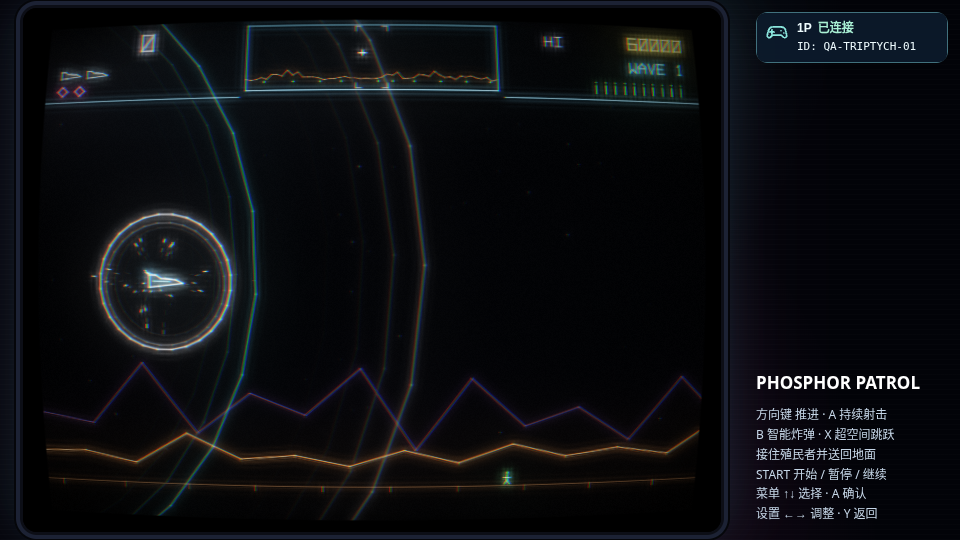 0
HI
60000
WAVE 1
1P 已连接
ID: QA-TRIPTYCH-01
PHOSPHOR PATROL
方向键 推进 · A 持续射击
B 智能炸弹 · X 超空间跳跃
接住殖民者并送回地面
START 开始 / 暂停 / 继续
菜单 ↑↓ 选择 · A 确认
设置 ←→ 调整 · Y 返回